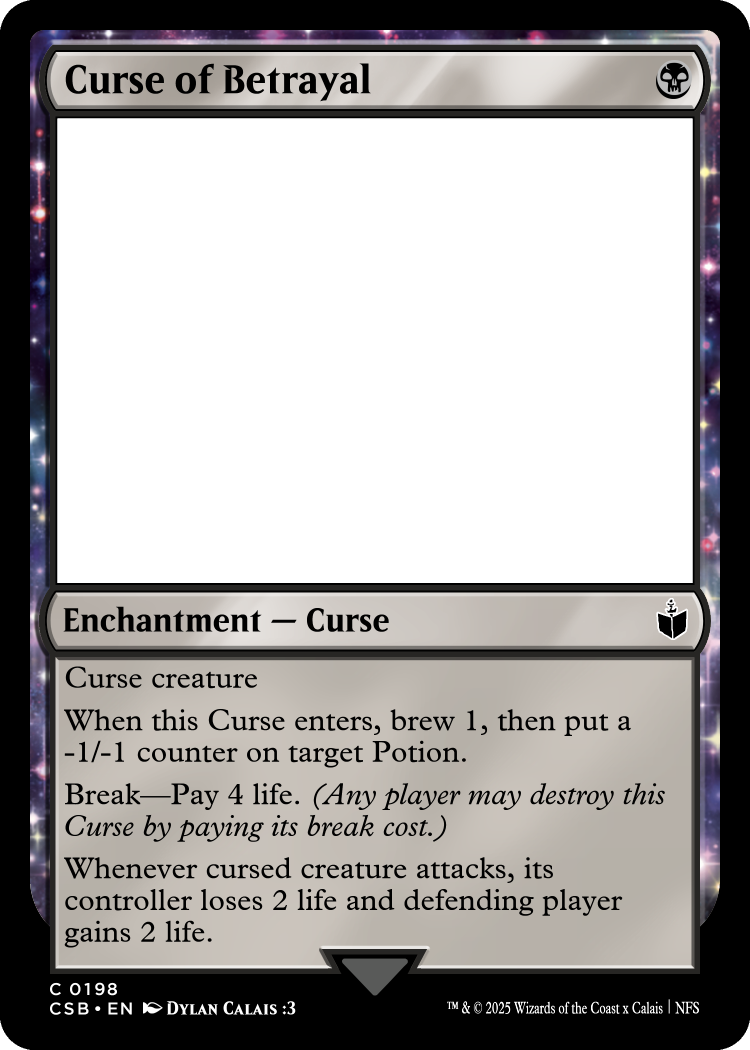 Curse of Betrayal
Enchantment — Curse
Curse creature
When this Curse enters, brew 1, then put a
-1/-1 counter on target Potion.
Break—Pay 4 life. (Any player may destroy this
Curse by paying its break cost.)
Whenever cursed creature attacks, its
controller loses 2 life and defending player
gains 2 life.
C 0198
CSB • EN Dylan Calais :3
™ & © 2025 Wizards of the Coast x Calais | NFS